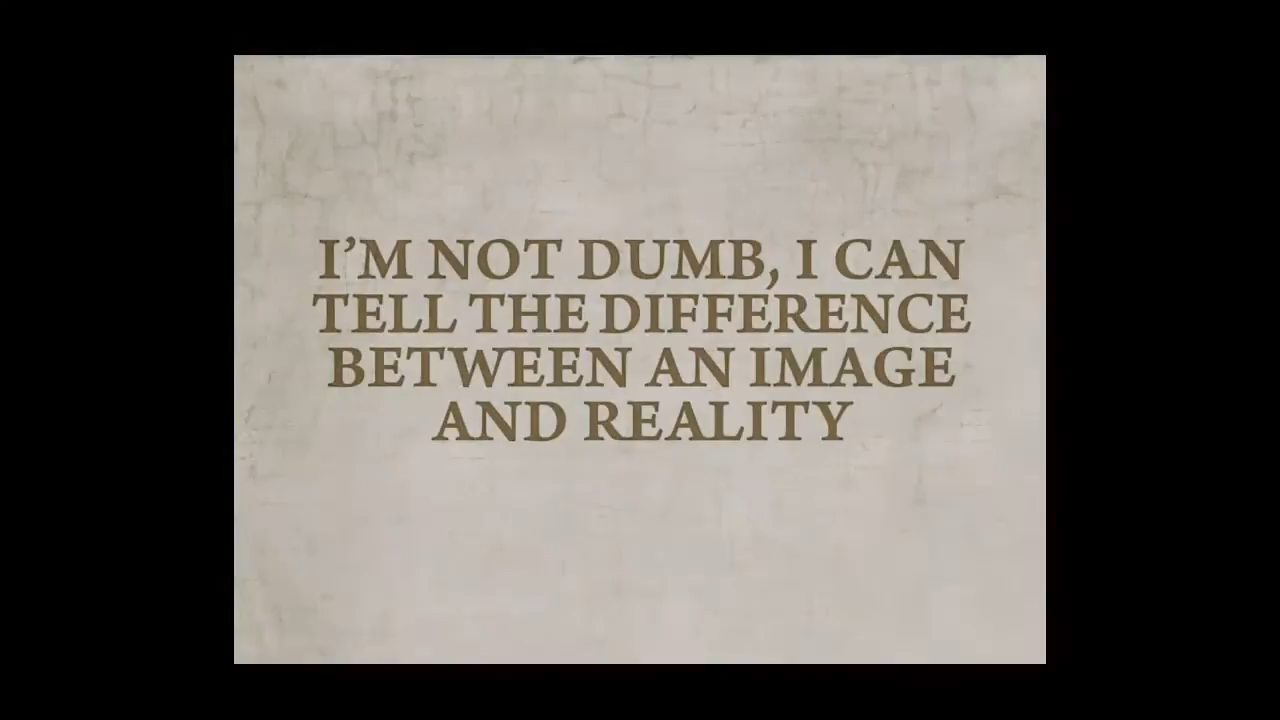 I’M NOT DUMB, I CAN
TELL THE DIFFERENCE
BETWEEN AN IMAGE
AND REALITY